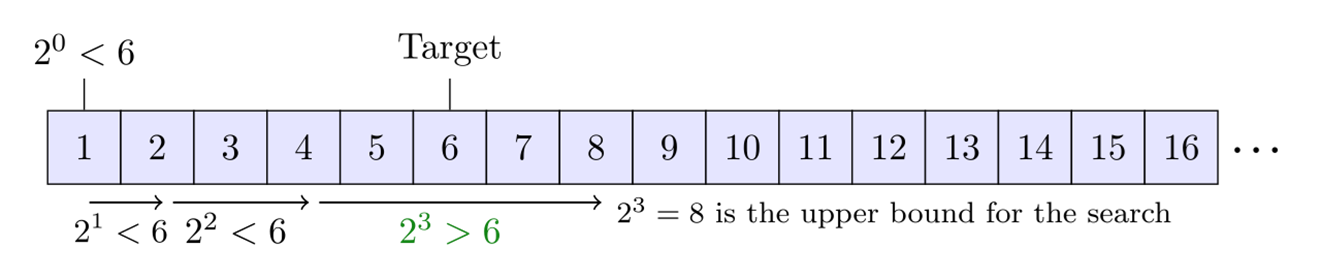 2⁰ < 6
Target
1 2 3 4 5 6 7 8 9 10 11 12 13 14 15 16 ···
2¹ < 6 2² < 6 2³ > 6 2³ = 8 is the upper bound for the search